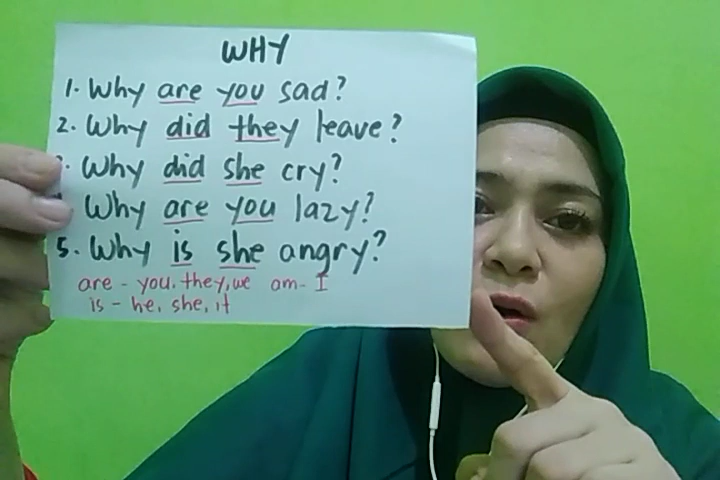 WHY
1. Why are you sad?
2. Why did they leave?
. Why did she cry?
Why are you lazy?
5. Why is she angry?
are - you, they, we am - I
is - he, she, it